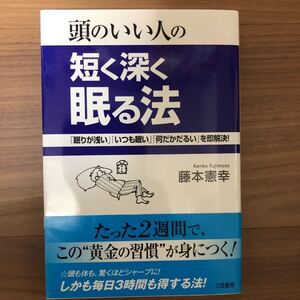 頭のいい人の
短く深く
眠る法
「眠りが浅い」「いつも眠い」「何だかだるい」を即解決!
Kenko Fujimoto
藤本憲幸
たった2週間で、
この“黄金の習慣”が身につく!
☆頭も体も、驚くほどシャープに!
しかも毎日3時間も得する法!
三笠書房